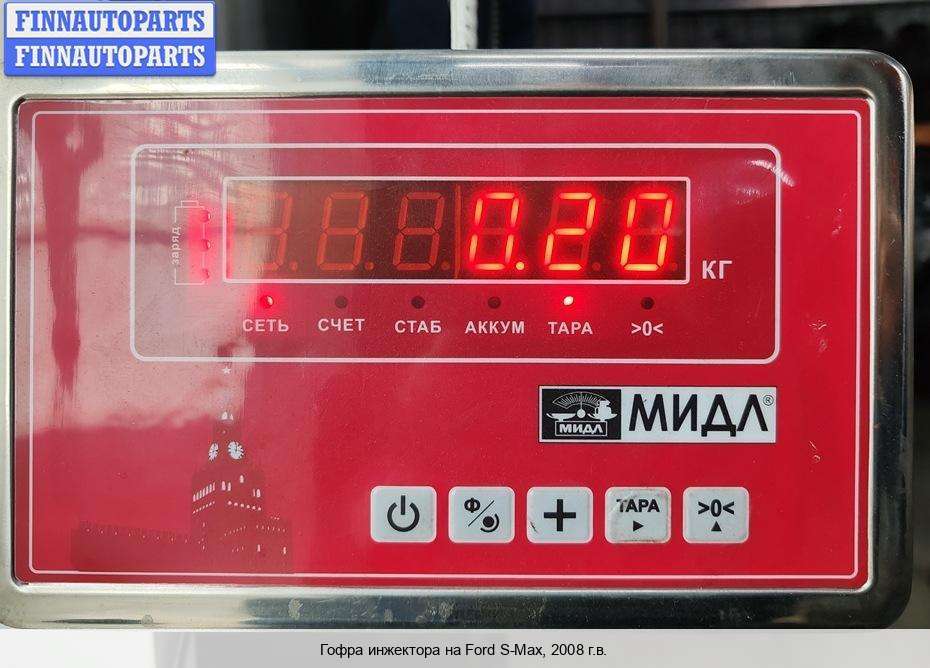 FINNAUTOPARTS
FINNAUTOPARTS
заряд
0.20
КГ
СЕТЬ СЧЕТ СТАБ АККУМ ТАРА >0<
МИДЛ МИДЛ®
Ф ТАРА >0<
Гофра инжектора на Ford S-Max, 2008 г.в.